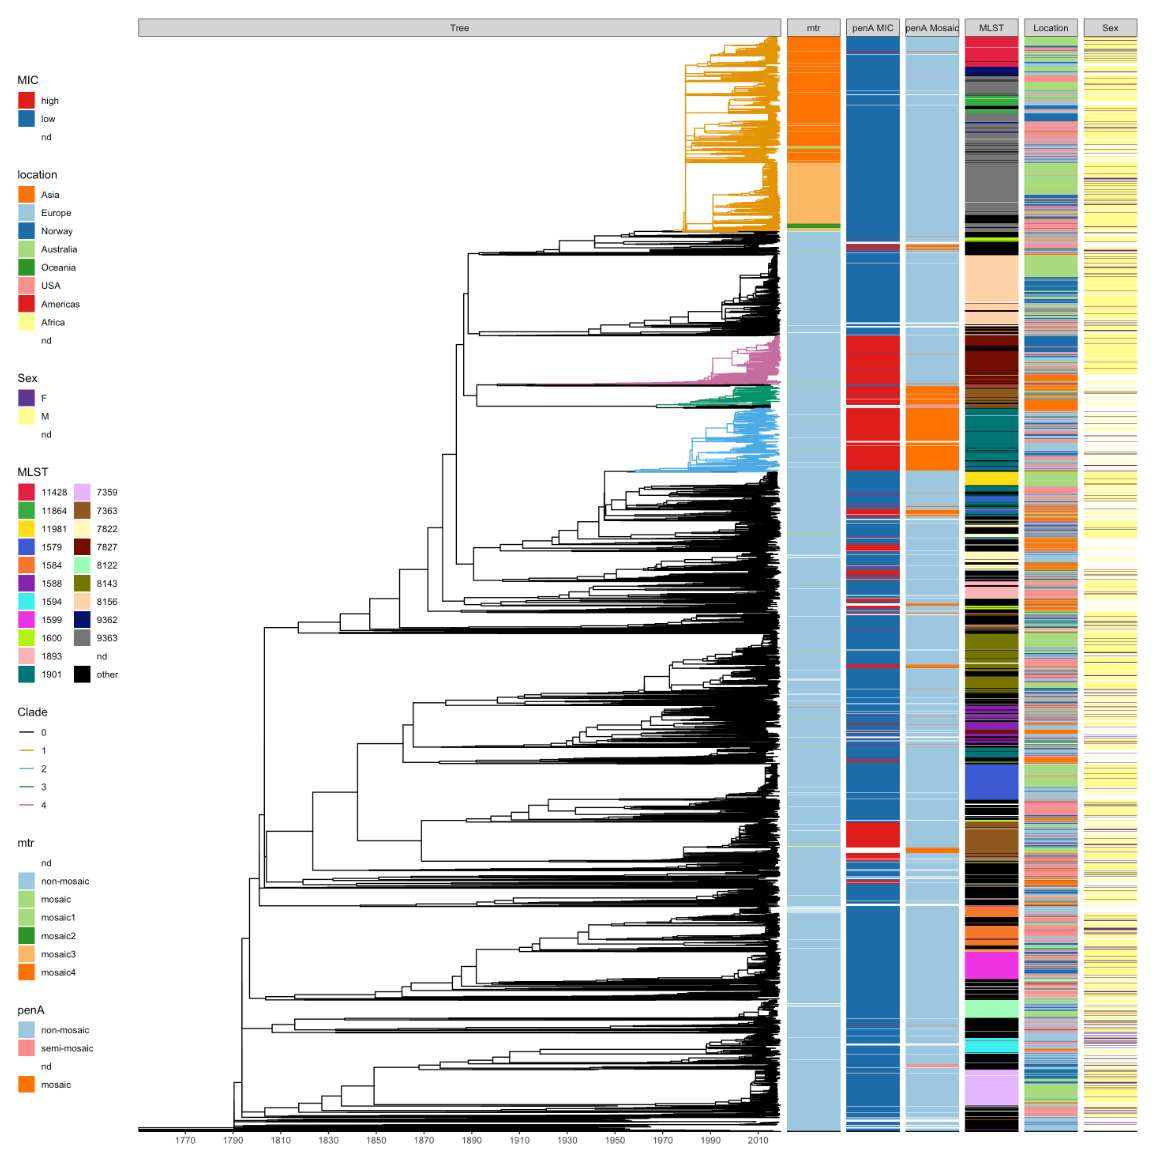 Tree mtr penA MIC penA Mosaic MLST Location Sex
MIC
high
low
nd
location
Asia
Europe
Norway
Australia
Oceania
USA
Americas
Africa
nd
Sex
F
M
nd
MLST
11428 7359
11864 7363
11981 7822
1579 7827
1584 8122
1588 8143
1594 8156
1599 9362
1600 9363
1893 nd
1901 other
Clade
0
1
2
3
4
mtr
nd
non-mosaic
mosaic
mosaic1
mosaic2
mosaic3
mosaic4
penA
non-mosaic
semi-mosaic
nd
mosaic
1770 1790 1810 1830 1850 1870 1890 1910 1930 1950 1970 1990 2010